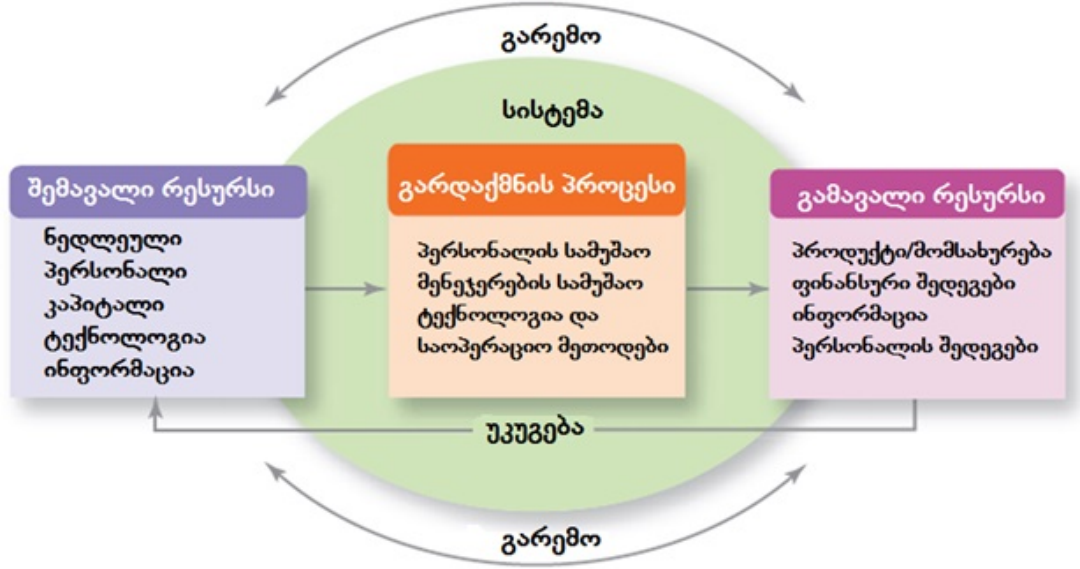 გარემო
სისტემა
შემავალი რესურსი
ნედლეული
პერსონალი
კაპიტალი
ტექნოლოგია
ინფორმაცია
გარდაქმნის პროცესი
პერსონალის სამუშაო
მენეჯერების სამუშაო
ტექნოლოგია და
საოპერაციო მეთოდები
გამავალი რესურსი
პროდუქტი/მომსახურება
ფინანსური შედეგები
ინფორმაცია
პერსონალის შედეგები
უკუგება
გარემო